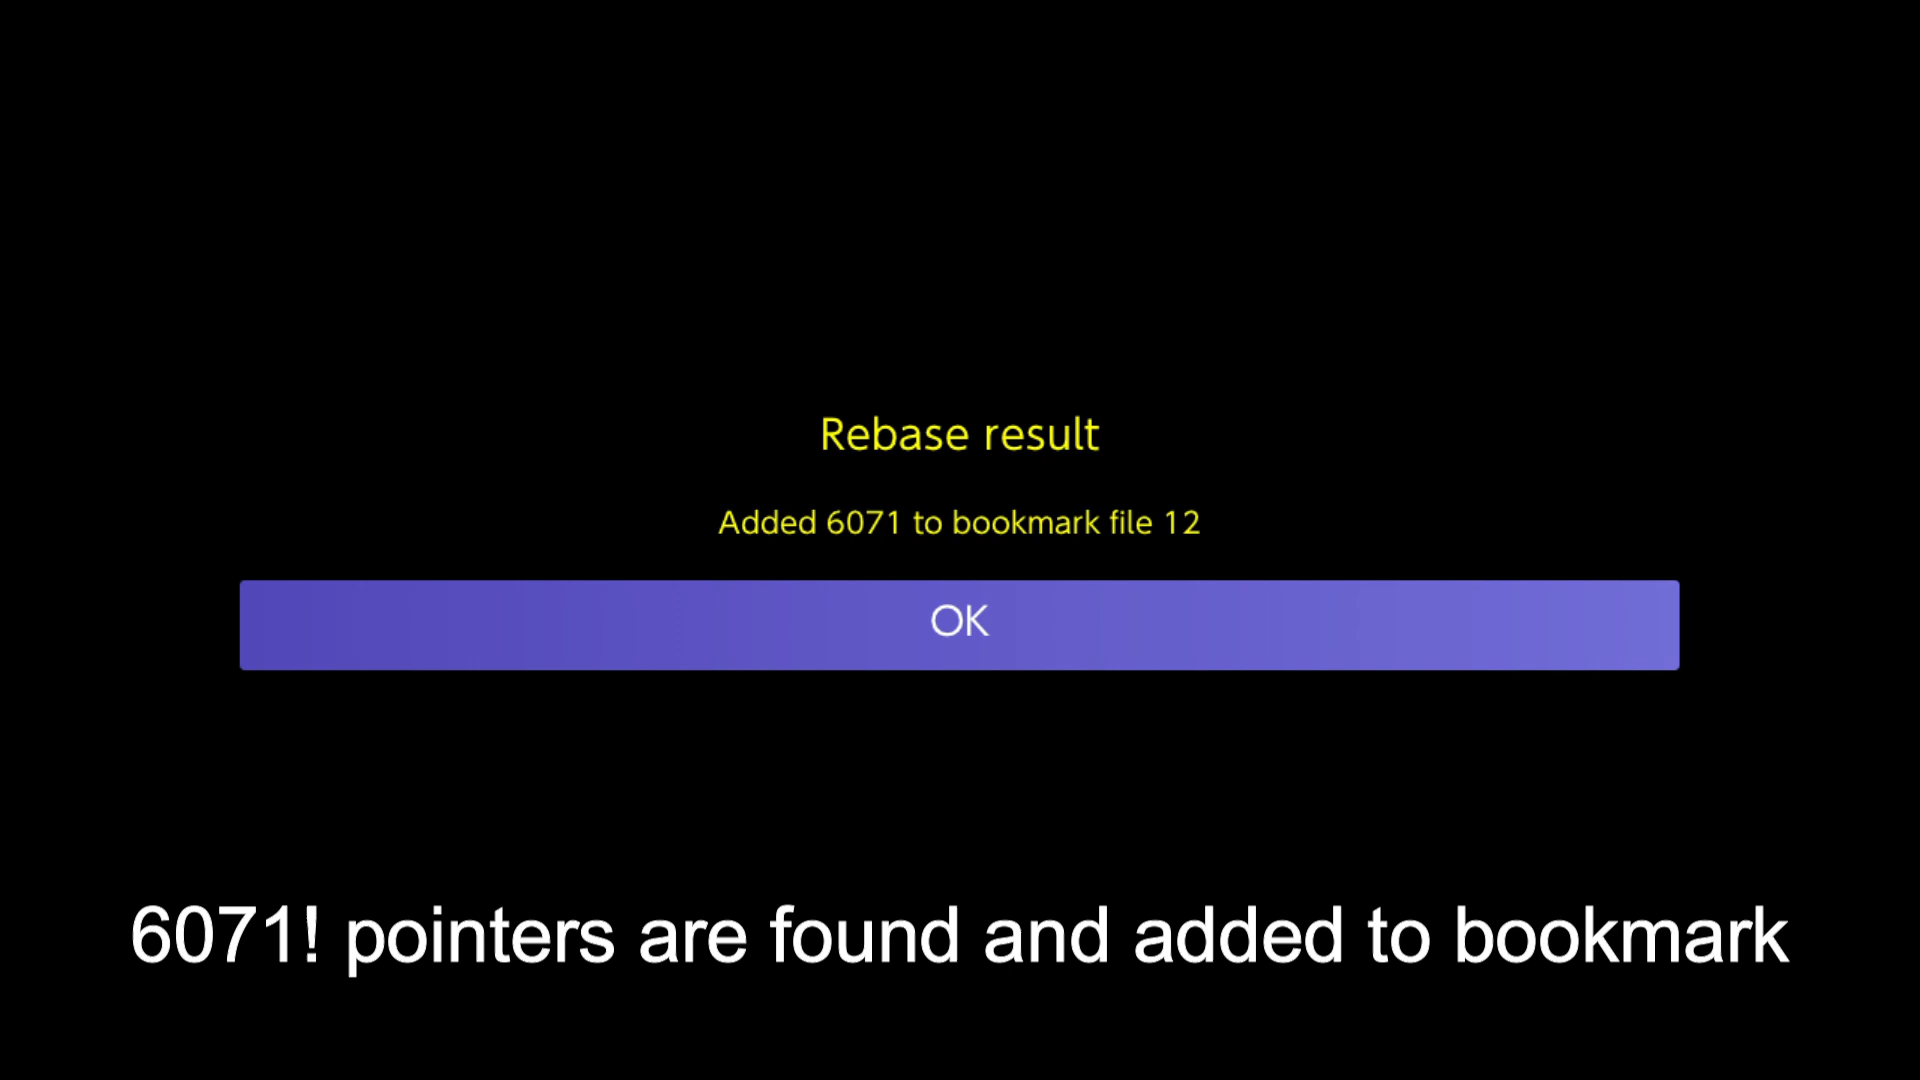 Rebase result
Added 6071 to bookmark file 12
OK
6071! pointers are found and added to bookmark